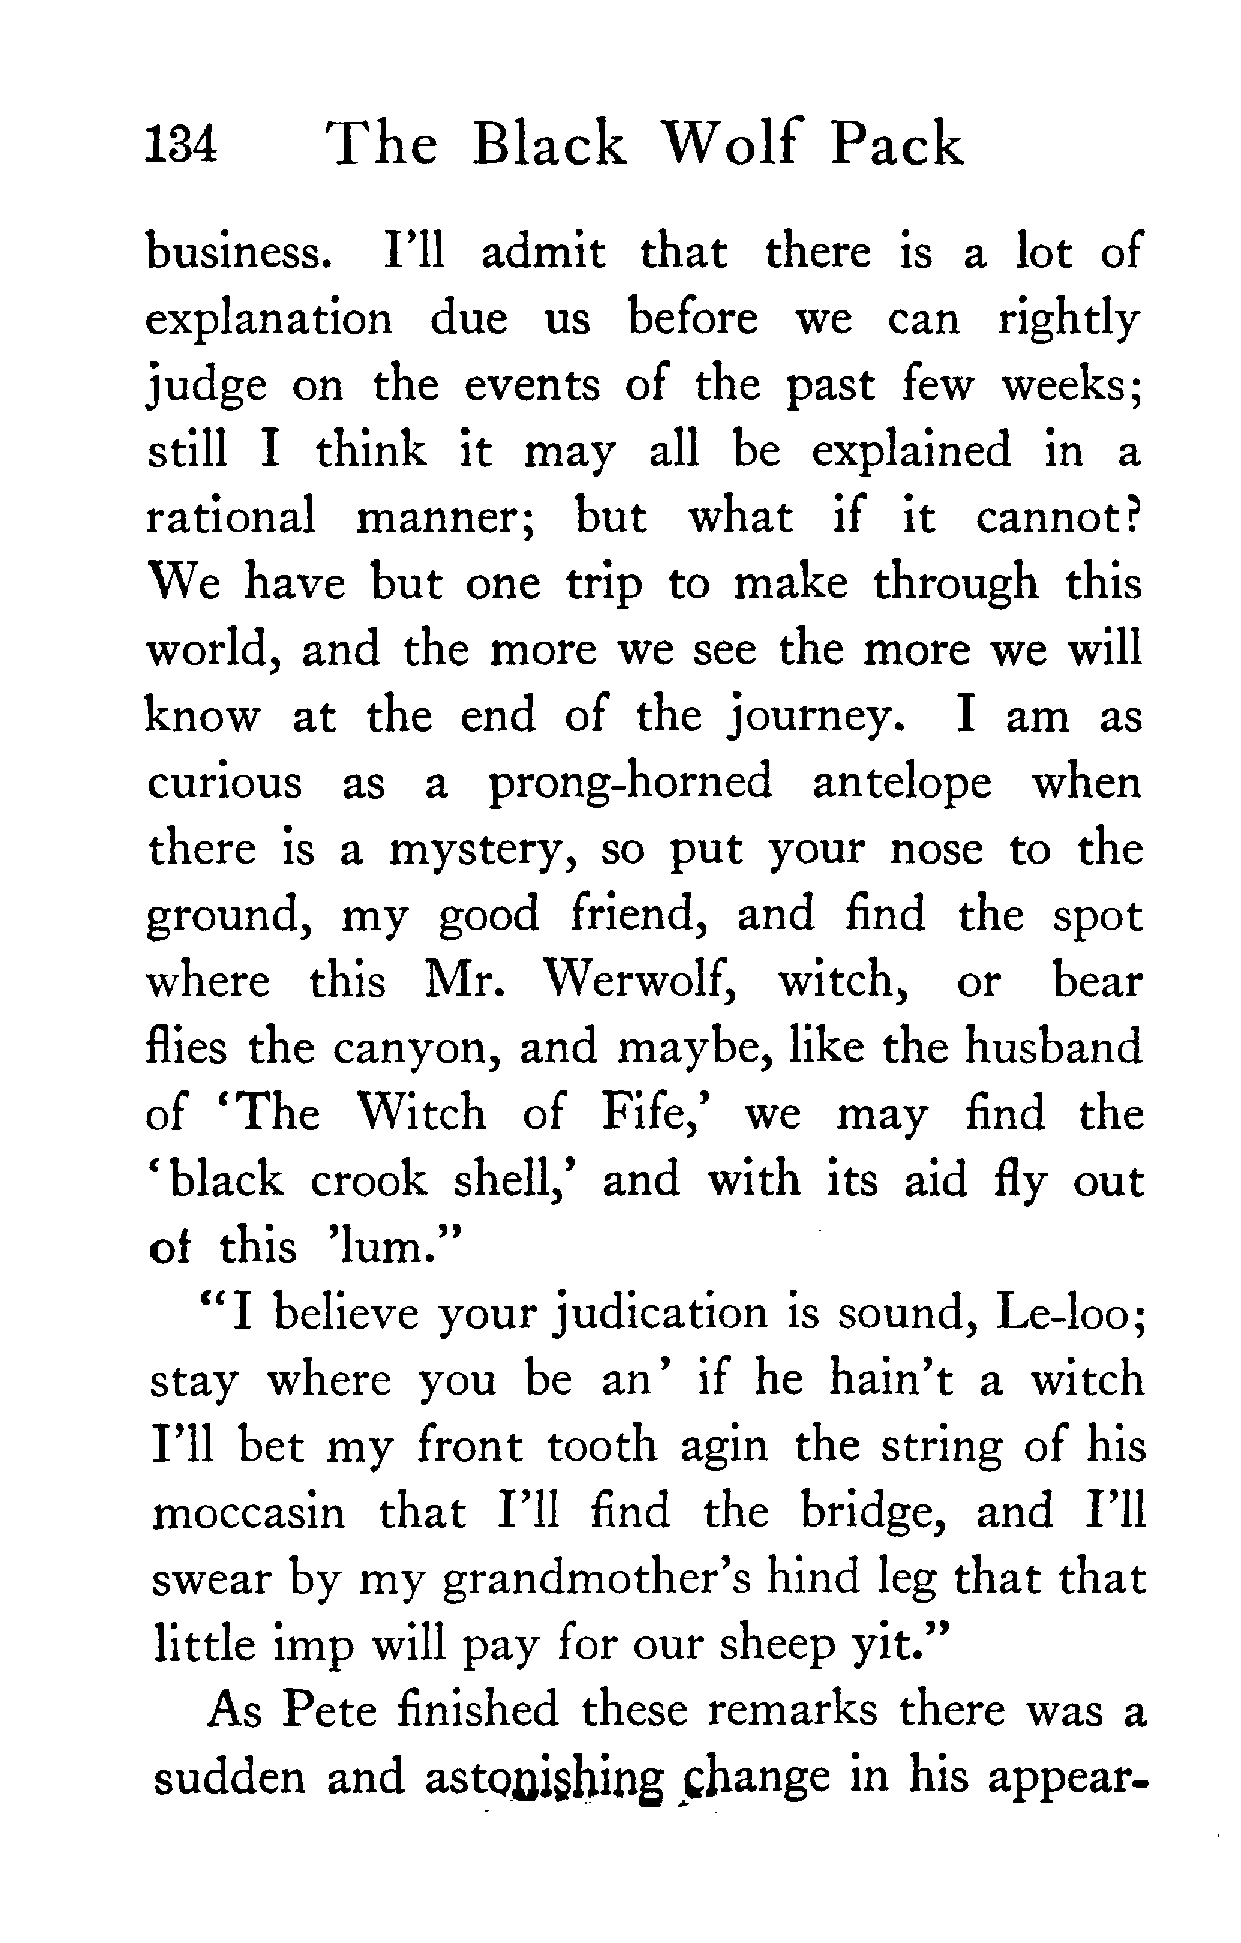 134 The Black Wolf Pack
business. I'll admit that there is a lot of
explanation due us before we can rightly
judge on the events of the past few weeks;
still I think it may all be explained in a
rational manner; but what if it cannot?
We have but one trip to make through this
world, and the more we see the more we will
know at the end of the journey. I am as
curious as a prong-horned antelope when
there is a mystery, so put your nose to the
ground, my good friend, and find the spot
where this Mr. Werwolf, witch, or bear
flies the canyon, and maybe, like the husband
of 'The Witch of Fife,' we may find the
'black crook shell,' and with its aid fly out
of this 'lum."
"I believe your judication is sound, Le-loo;
stay where you be an' if he hain't a witch
I'll bet my front tooth agin the string of his
moccasin that I'll find the bridge, and I'll
swear by my grandmother's hind leg that that
little imp will pay for our sheep yit."
As Pete finished these remarks there was a
sudden and astonishing change in his appear-